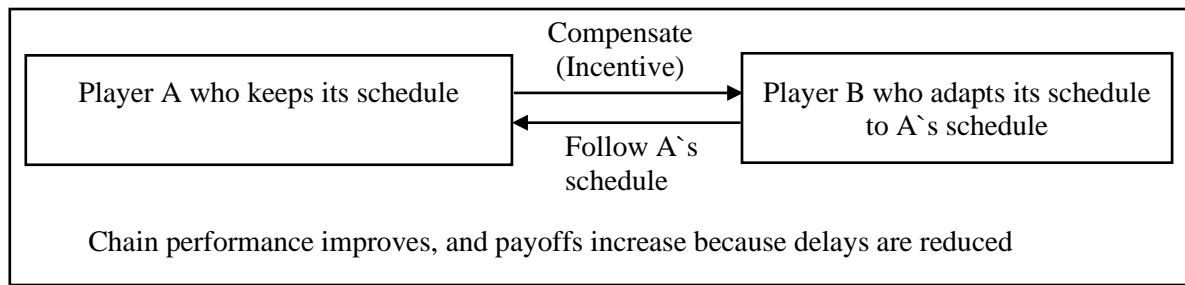 Compensate
(Incentive)
Player A who keeps its schedule
Player B who adapts its schedule
to A`s schedule
Follow A`s
schedule
Chain performance improves, and payoffs increase because delays are reduced